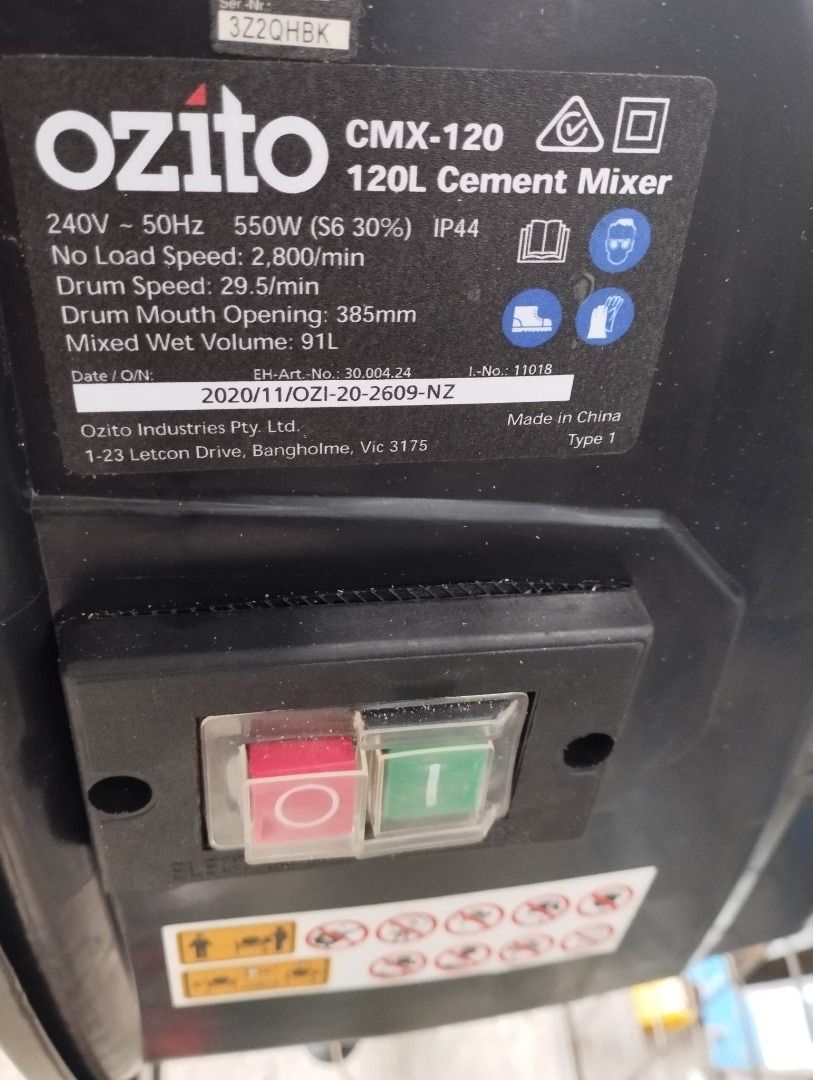 Ser.-Nr.:
3Z2QHBK
ozito CMX-120
120L Cement Mixer
240V ~ 50Hz 550W (S6 30%) IP44
No Load Speed: 2,800/min
Drum Speed: 29.5/min
Drum Mouth Opening: 385mm
Mixed Wet Volume: 91L
Date / O/N: EH-Art.-No.: 30.004.24 I.-No.: 11018
2020/11/OZI-20-2609-NZ
Ozito Industries Pty. Ltd. Made in China
1-23 Letcon Drive, Bangholme, Vic 3175 Type 1